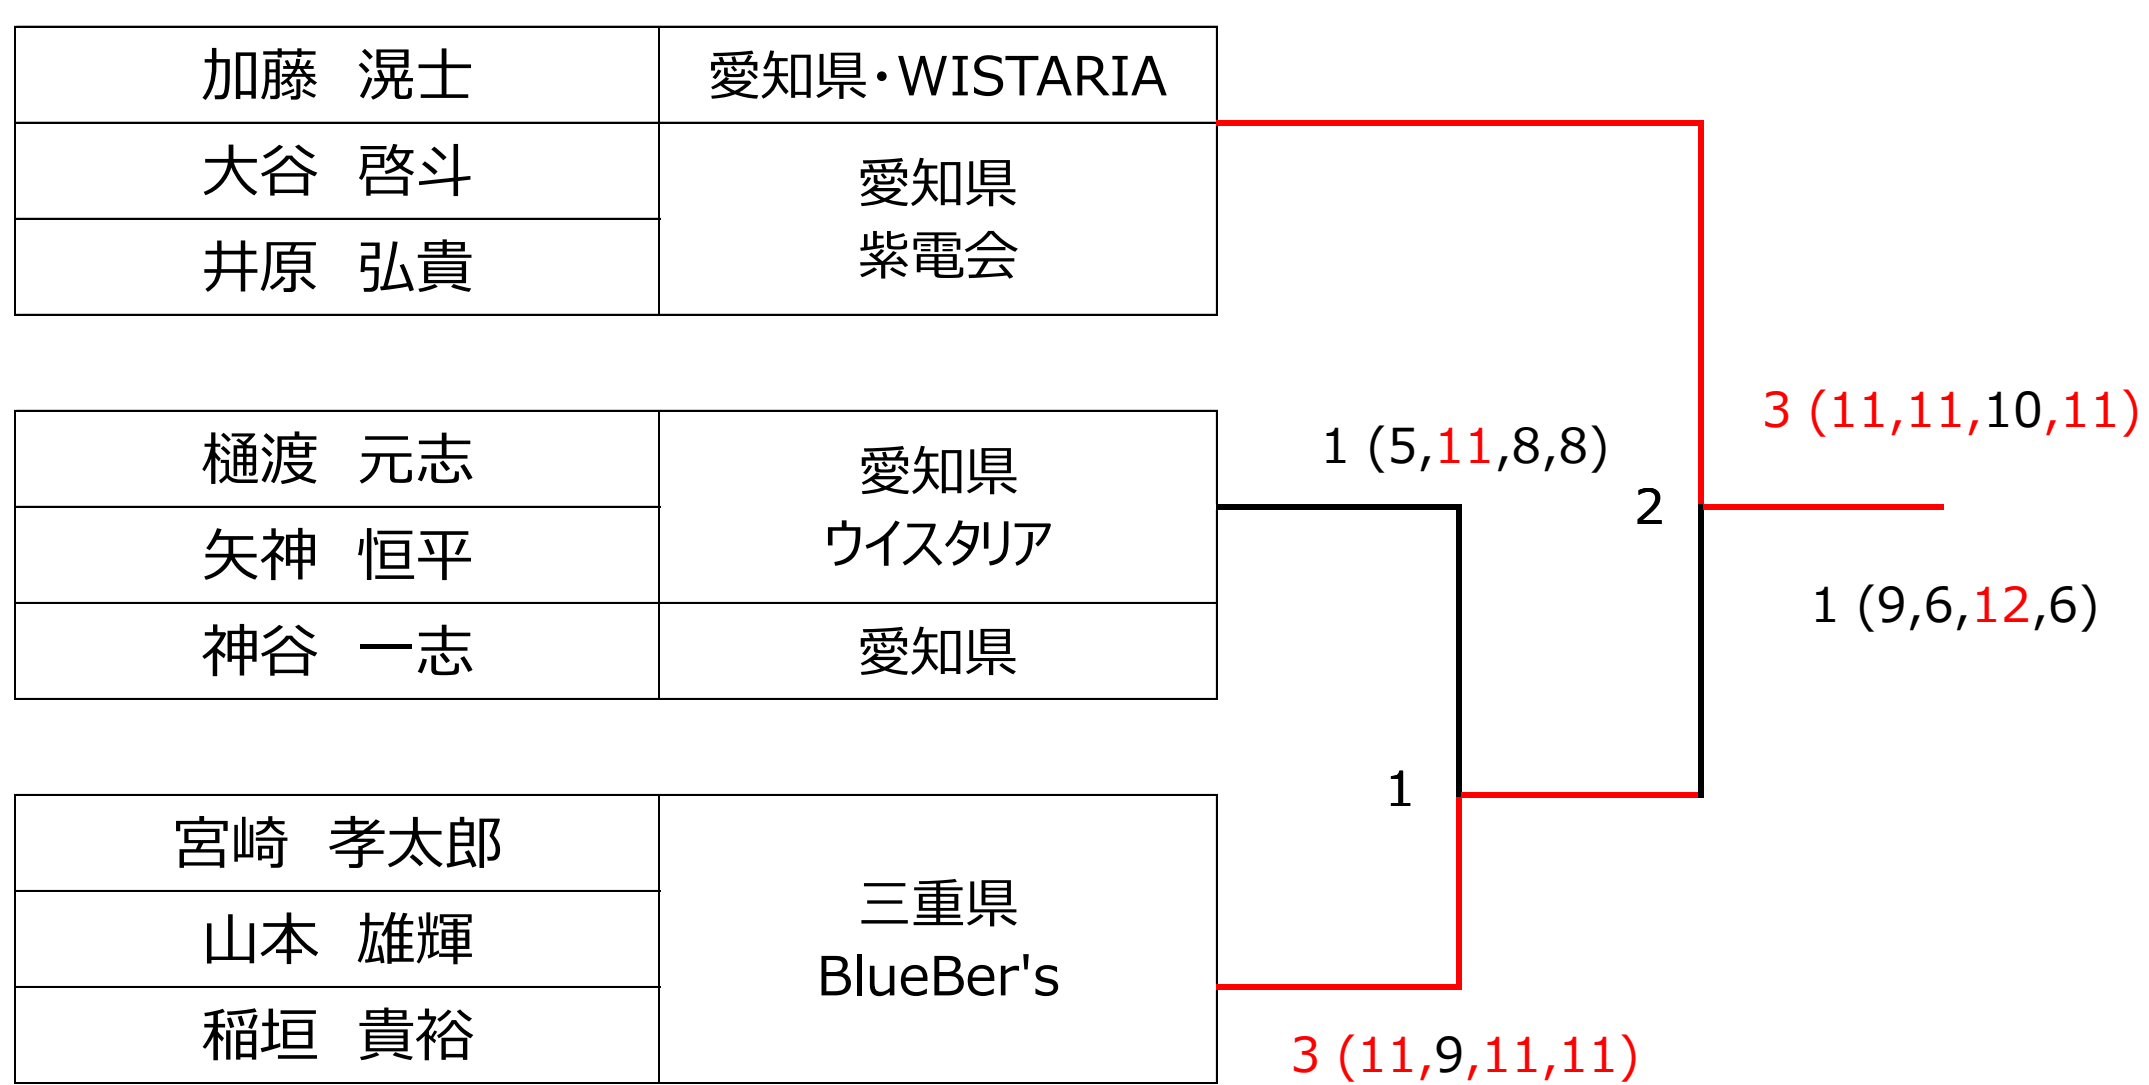 加藤　滉士
愛知県・WISTARIA
大谷　啓斗
井原　弘貴
愛知県
紫電会
樋渡　元志
矢神　恒平
愛知県
ウイスタリア
神谷　一志
愛知県
宮崎　孝太郎
山本　雄輝
稲垣　貴裕
三重県
BlueBer's
1 (5,11,8,8)
1
3 (11,9,11,11)
2
3 (11,11,10,11)
1 (9,6,12,6)